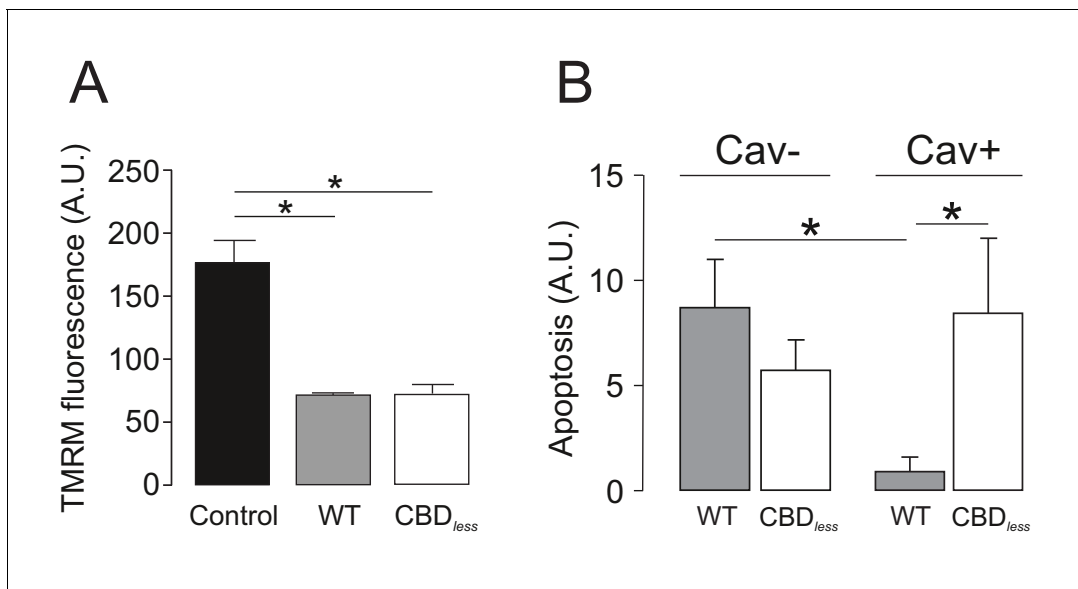 A
TMRM fluorescence (A.U.)
250
200
150
100
50
0
*
*
Control WT CBDless
B
Cav- Cav+
Apoptosis (A.U.)
15
10
5
0
*
*
WT CBDless WT CBDless